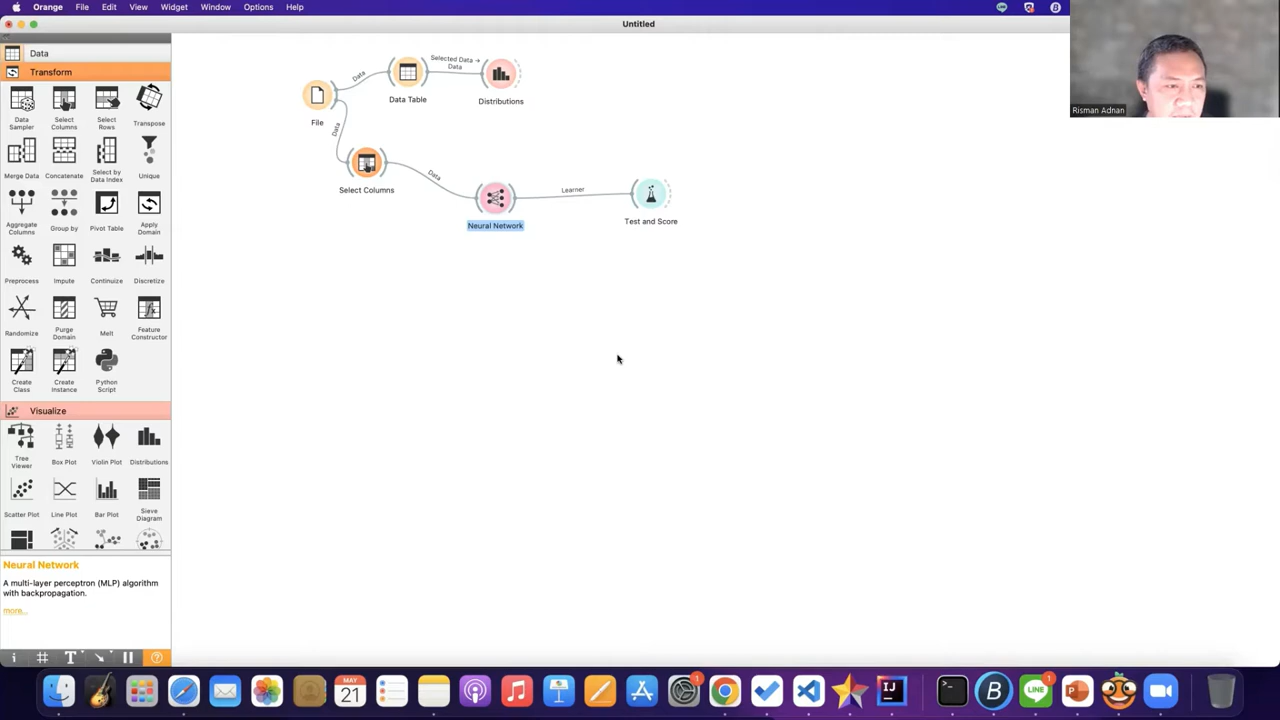 Orange File Edit View Widget Window Options Help
Untitled
Risman Adnan
Data
Transform
Data Sampler
Select Columns
Select Rows
Transpose
Merge Data
Concatenate
Select by Data Index
Unique
Aggregate Columns
Group by
Pivot Table
Apply Domain
Preprocess
Impute
Continuize
Discretize
Randomize
Purge Domain
Melt
Feature Constructor
Create Class
Create Instance
Python Script
Visualize
Tree Viewer
Box Plot
Violin Plot
Distributions
Scatter Plot
Line Plot
Bar Plot
Sieve Diagram
Neural Network
A multi-layer perceptron (MLP) algorithm
with backpropagation.
more...
File
Data
Data Table
Selected Data →
Data
Distributions
Data
Select Columns
Data
Neural Network
Learner
Test and Score
MAY
21
1
LINE
1